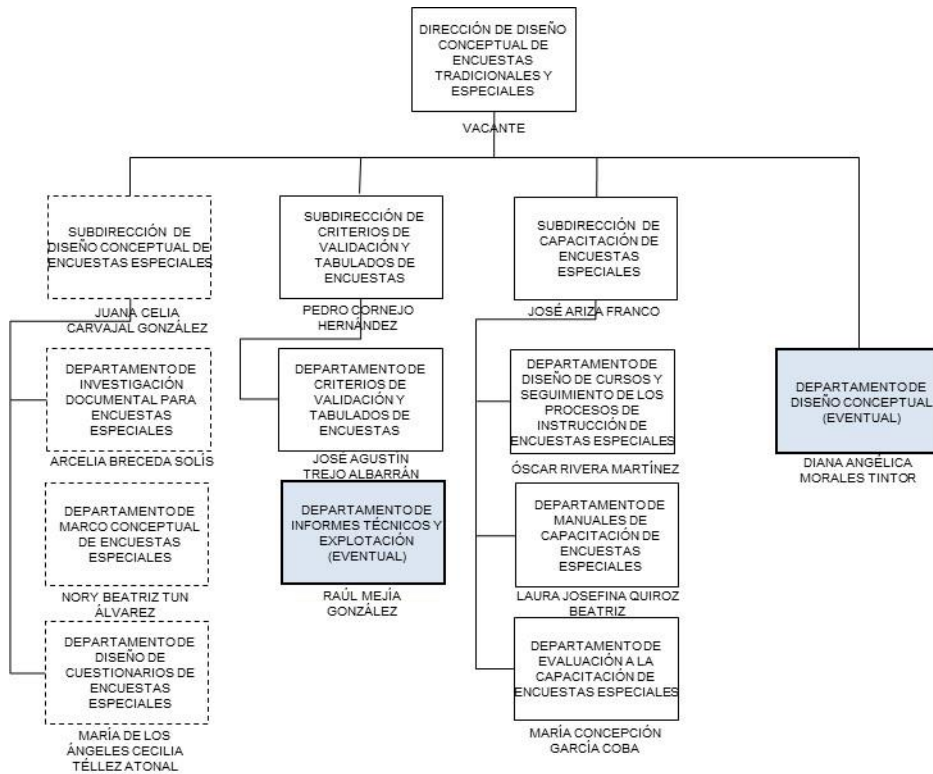 DIRECCIÓN DE DISEÑO
CONCEPTUAL DE
ENCUESTAS
TRADICIONALES Y
ESPECIALES
VACANTE
SUBDIRECCIÓN DE
DISEÑO CONCEPTUAL DE
ENCUESTAS ESPECIALES
JUANA CELIA
CARVAJAL GONZÁLEZ
DEPARTAMENTO DE
INVESTIGACIÓN
DOCUMENTAL PARA
ENCUESTAS
ESPECIALES
ARCELIA BRECEDA SOLÍS
DEPARTAMENTO DE
MARCO CONCEPTUAL
DE ENCUESTAS
ESPECIALES
NORY BEATRIZ TUN
ÁLVAREZ
DEPARTAMENTO DE
DISEÑO DE
CUESTIONARIOS DE
ENCUESTAS
ESPECIALES
MARÍA DE LOS
ÁNGELES CECILIA
TÉLLEZ ATONAL
SUBDIRECCIÓN DE
CRITERIOS DE
VALIDACIÓN Y
TABULADOS DE
ENCUESTAS
PEDRO CORNEJO
HERNÁNDEZ
DEPARTAMENTO DE
CRITERIOS DE
VALIDACIÓN Y
TABULADOS DE
ENCUESTAS
JOSÉ AGUSTÍN
TREJO ALBARRÁN
DEPARTAMENTO DE
INFORMES TÉCNICOS Y
EXPLOTACIÓN
(EVENTUAL)
RAÚL MEJÍA
GONZÁLEZ
SUBDIRECCIÓN DE
CAPACITACIÓN DE
ENCUESTAS
ESPECIALES
JOSÉ ARIZA FRANCO
DEPARTAMENTO DE
DISEÑO DE CURSOS Y
SEGUIMIENTO DE LOS
PROCESOS DE
INSTRUCCIÓN DE
ENCUESTAS ESPECIALES
ÓSCAR RIVERA MARTÍNEZ
DEPARTAMENTO DE
MANUALES DE
CAPACITACIÓN DE
ENCUESTAS
ESPECIALES
LAURA JOSEFINA QUIROZ
BEATRIZ
DEPARTAMENTO DE
EVALUACIÓN A LA
CAPACITACIÓN DE
ENCUESTAS ESPECIALES
MARÍA CONCEPCIÓN
GARCÍA COBA
DEPARTAMENTO DE
DISEÑO CONCEPTUAL
(EVENTUAL)
DIANA ANGÉLICA
MORALES TINTOR